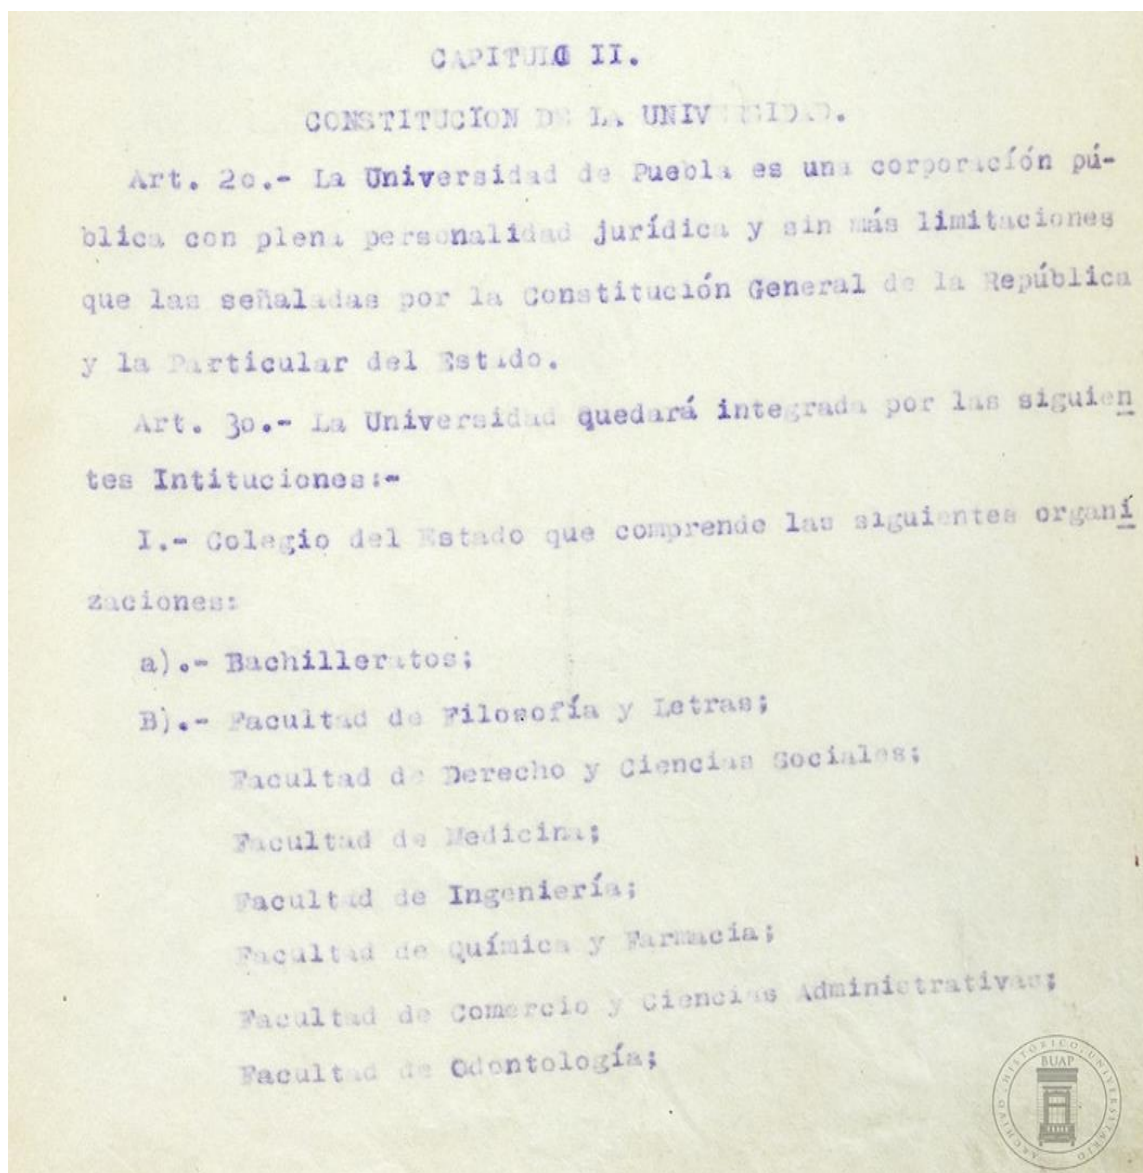 CAPITULO II.
CONSTITUCION DE LA UNIVERSIDAD.
Art. 2o.- La Universidad de Puebla es una corporación pú-
blica con plena personalidad jurídica y sin más limitaciones
que las señaladas por la Constitución General de la República
y la Particular del Estado.
Art. 3o.- La Universidad quedará integrada por las siguien
tes Intituciones:-
I.- Colegio del Estado que comprende las siguientes organí
zaciones:
a).- Bachilleratos;
B).- Facultad de Filosofía y Letras;
Facultad de Derecho y Ciencias Sociales;
Facultad de Medicina;
Facultad de Ingeniería;
Facultad de Química y Farmacia;
Facultad de Comercio y Ciencias Administrativas;
Facultad de Odontología;
ARCHIVO HISTÓRICO UNIVERSITARIO
BUAP